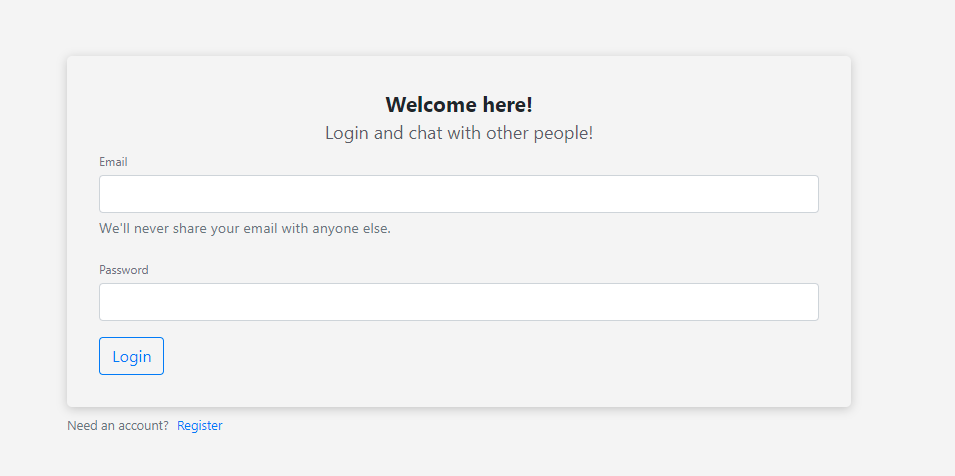 Welcome here!
Login and chat with other people!
Email
We'll never share your email with anyone else.
Password
Login
Need an account? Register